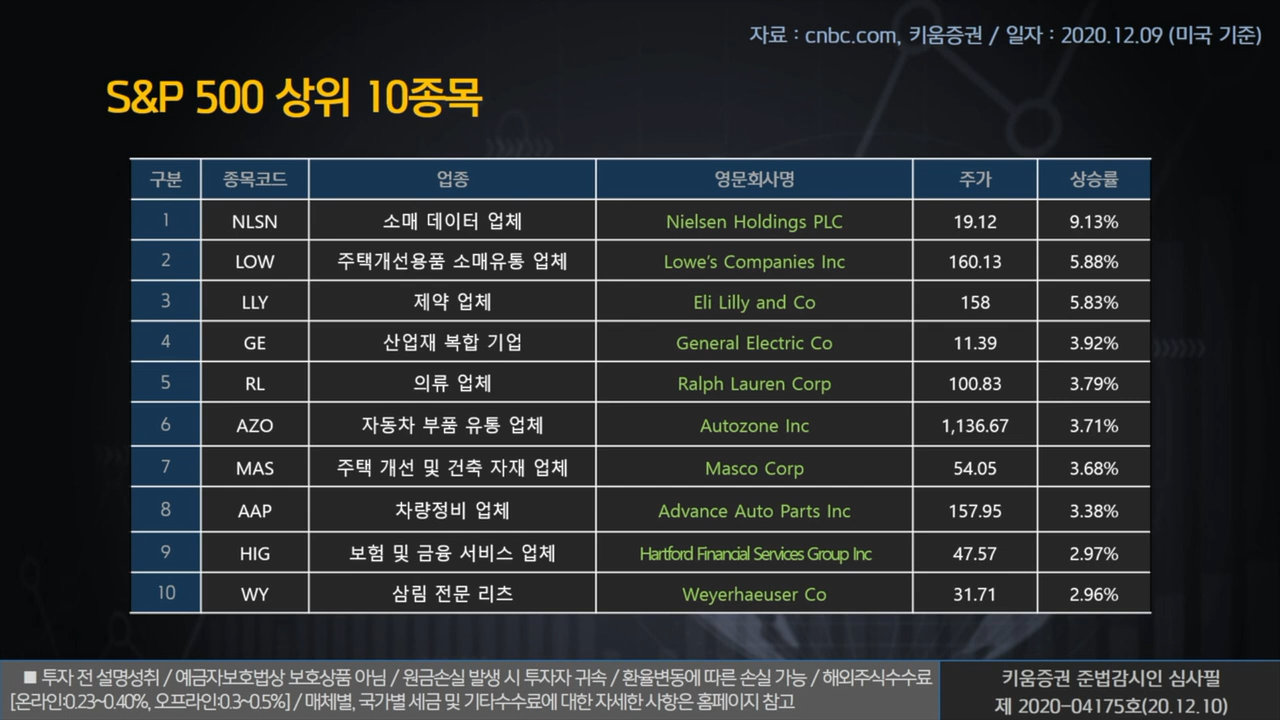 자료 : cnbc.com, 키움증권 / 일자 : 2020.12.09 (미국 기준)
S&P 500 상위 10종목
구분 종목코드 업종 영문회사명 주가 상승률
1 NLSN 소매 데이터 업체 Nielsen Holdings PLC 19.12 9.13%
2 LOW 주택개선용품 소매유통 업체 Lowe's Companies Inc 160.13 5.88%
3 LLY 제약 업체 Eli Lilly and Co 158 5.83%
4 GE 산업재 복합 기업 General Electric Co 11.39 3.92%
5 RL 의류 업체 Ralph Lauren Corp 100.83 3.79%
6 AZO 자동차 부품 유통 업체 Autozone Inc 1,136.67 3.71%
7 MAS 주택 개선 및 건축 자재 업체 Masco Corp 54.05 3.68%
8 AAP 차량정비 업체 Advance Auto Parts Inc 157.95 3.38%
9 HIG 보험 및 금융 서비스 업체 Hartford Financial Services Group Inc 47.57 2.97%
10 WY 삼림 전문 리츠 Weyerhaeuser Co 31.71 2.96%
■ 투자 전 설명성취 / 예금자보호법상 보호상품 아님 / 원금손실 발생 시 투자자 귀속 / 환율변동에 따른 손실 가능 / 해외주식수수료
[온라인:0.23~0.40%, 오프라인:0.3~0.5%] / 매체별, 국가별 세금 및 기타수수료에 대한 자세한 사항은 홈페이지 참고
키움증권 준법감시인 심사필
제 2020-04175호(20.12.10)